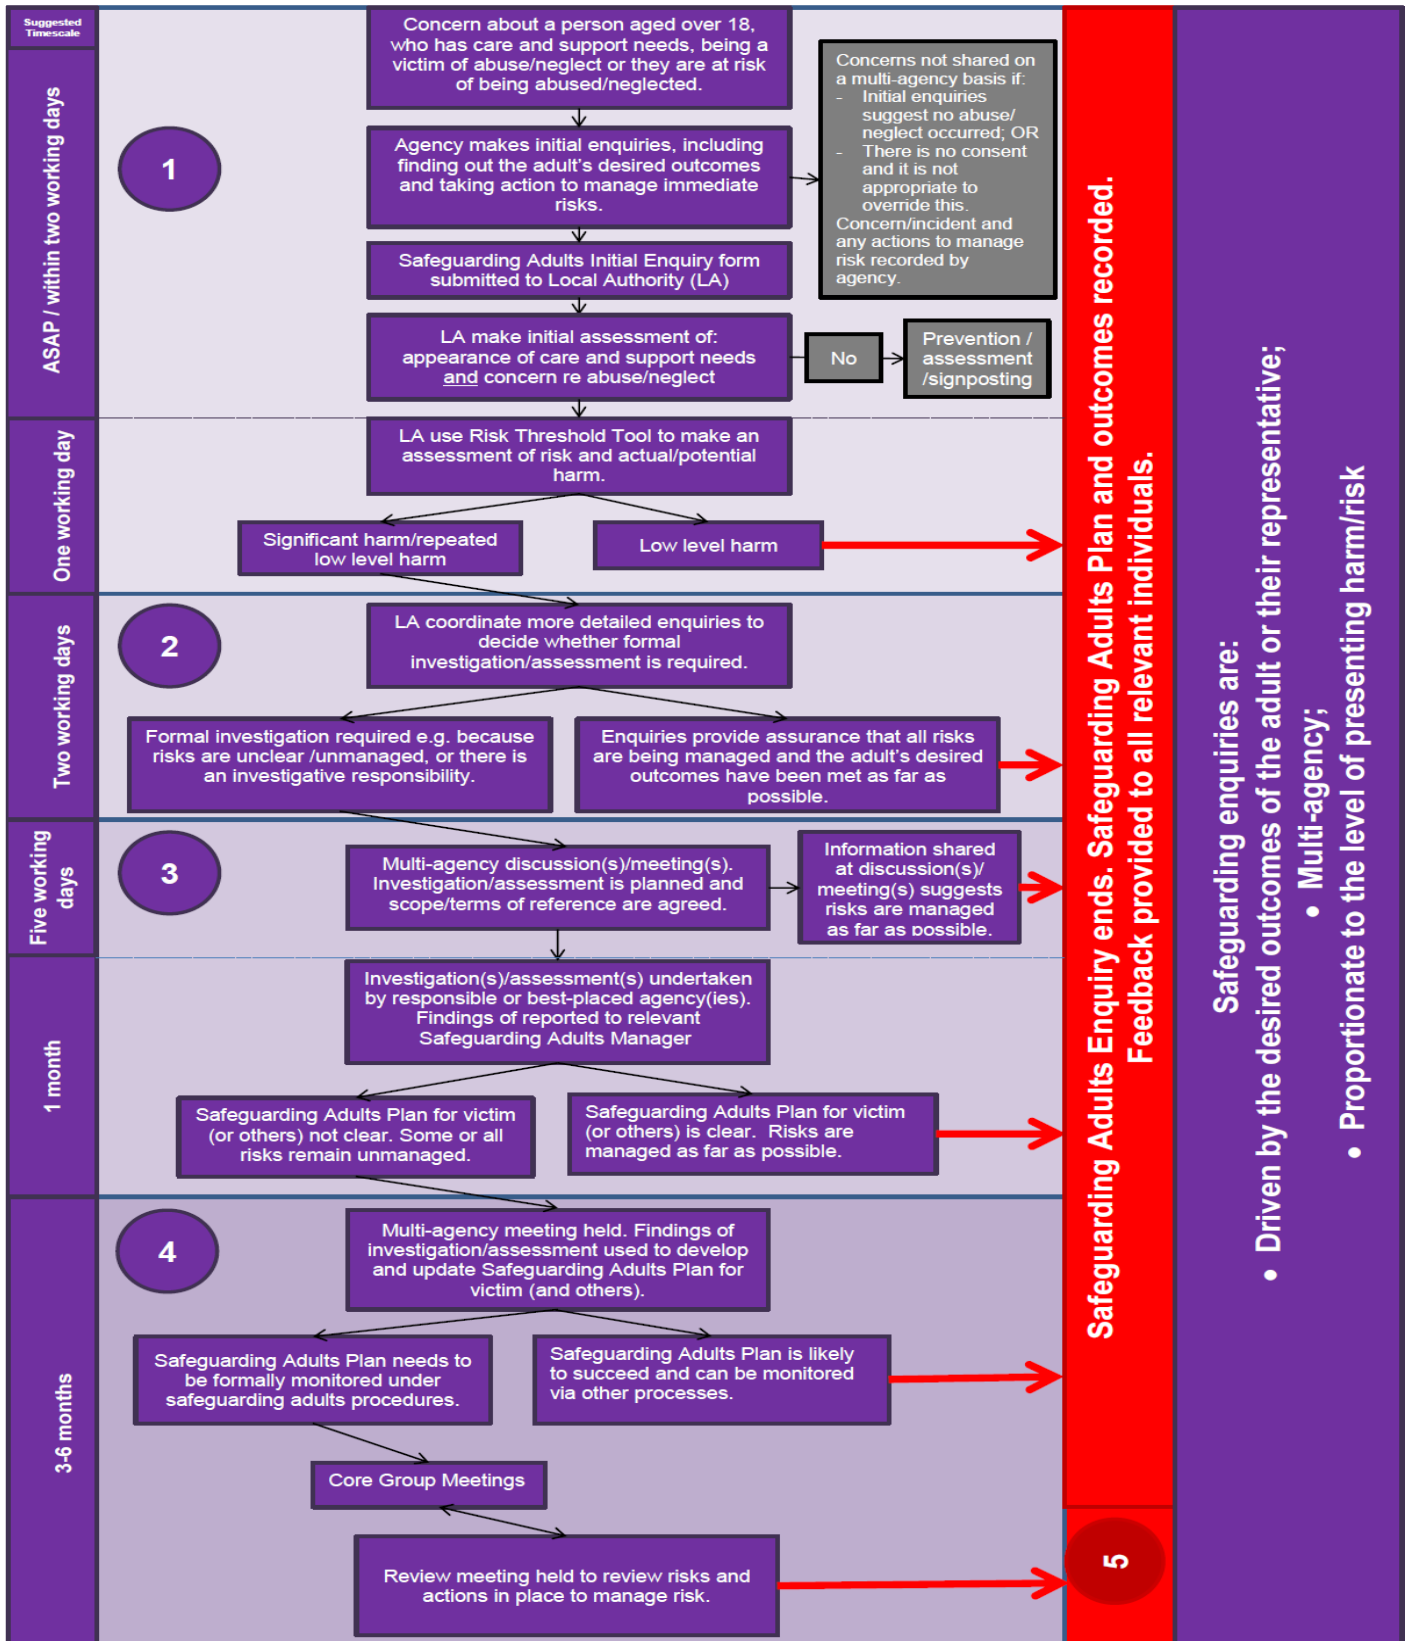 Suggested
Timescale
Concern about a person aged over 18,
who has care and support needs, being a
victim of abuse/neglect or they are at risk
of being abused/neglected.
ASAP / within two working days
1
Agency makes initial enquiries, including
finding out the adult's desired outcomes
and taking action to manage immediate
risks.
Concerns not shared on
a multi-agency basis if:
- Initial enquiries
suggest no abuse/
neglect occurred; OR
- There is no consent
and it is not
appropriate to
override this.
Concern/incident and
any actions to manage
risk recorded by
agency.
Safeguarding Adults Initial Enquiry form
submitted to Local Authority (LA)
LA make initial assessment of:
appearance of care and support needs
and concern re abuse/neglect
No
Prevention /
assessment
/signposting
One working day
LA use Risk Threshold Tool to make an
assessment of risk and actual/potential
harm.
Significant harm/repeated
low level harm
Low level harm
Two working days
2
LA coordinate more detailed enquiries to
decide whether formal
investigation/assessment is required.
Formal investigation required e.g. because
risks are unclear /unmanaged, or there is
an investigative responsibility.
Enquiries provide assurance that all risks
are being managed and the adult's desired
outcomes have been met as far as
possible.
Five working
days
3
Multi-agency discussion(s)/meeting(s).
Investigation/assessment is planned and
scope/terms of reference are agreed.
Information shared
at discussion(s)/
meeting(s) suggests
risks are managed
as far as possible.
1 month
Investigation(s)/assessment(s) undertaken
by responsible or best-placed agency(ies).
Findings of reported to relevant
Safeguarding Adults Manager
Safeguarding Adults Plan for victim
(or others) not clear. Some or all
risks remain unmanaged.
Safeguarding Adults Plan for victim
(or others) is clear. Risks are
managed as far as possible.
3-6 months
4
Multi-agency meeting held. Findings of
investigation/assessment used to develop
and update Safeguarding Adults Plan for
victim (and others).
Safeguarding Adults Plan needs to
be formally monitored under
safeguarding adults procedures.
Safeguarding Adults Plan is likely
to succeed and can be monitored
via other processes.
Core Group Meetings
Review meeting held to review risks and
actions in place to manage risk.
Safeguarding Adults Enquiry ends. Safeguarding Adults Plan and outcomes recorded.
Feedback provided to all relevant individuals.
5
Safeguarding enquiries are:
• Driven by the desired outcomes of the adult or their representative;
• Multi-agency;
• Proportionate to the level of presenting harm/risk